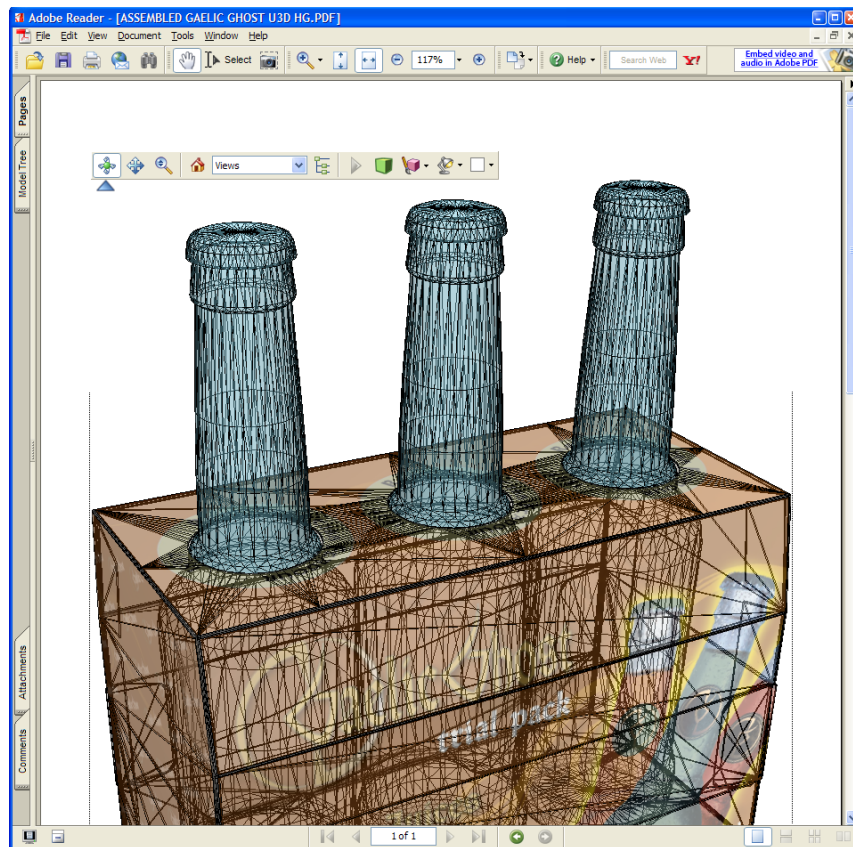 Adobe Reader - [ASSEMBLED GAELIC GHOST U3D HG.PDF]
File Edit View Document Tools Window Help
Select 117% Help Search Web Y! Embed video and
audio in Adobe PDF
Pages
Model Tree
Views
Gaelic Ghost
trial pack
Attachments
Comments
1 of 1